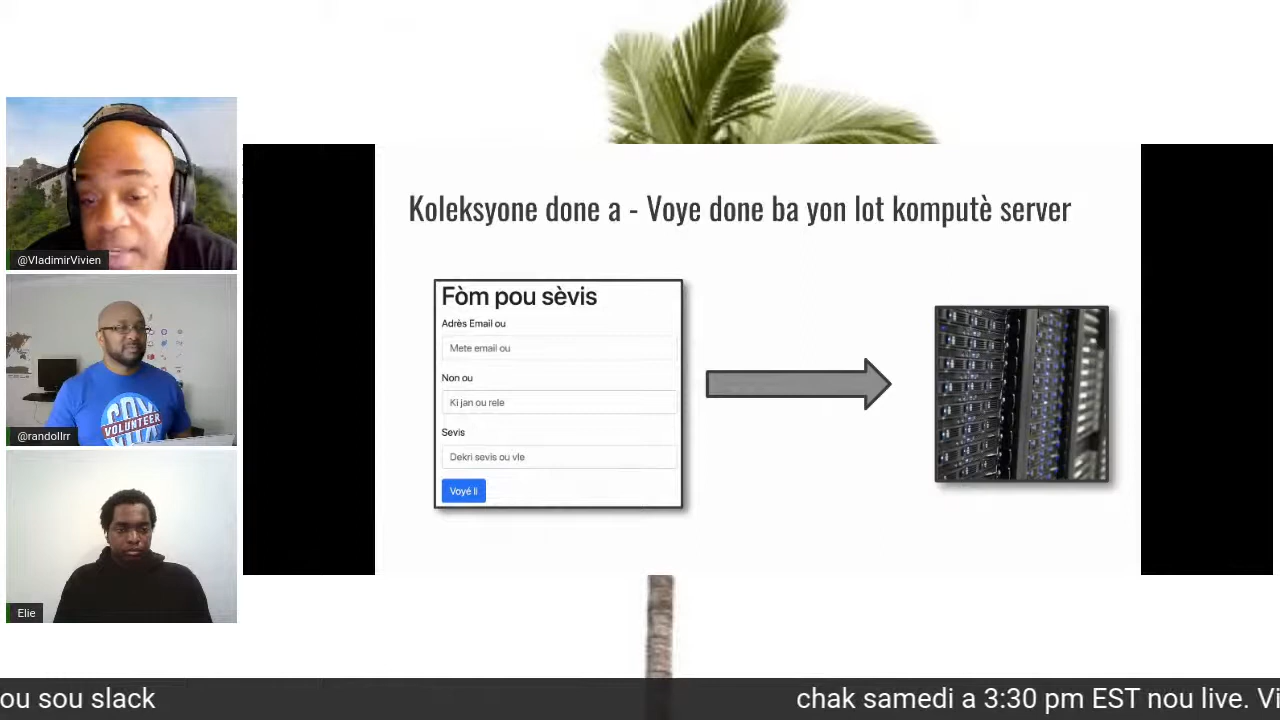 @VladimirVivien
@randollrr
VOLUNTEER
Elie
Koleksyone done a - Voye done ba yon lot komputè server
Fòm pou sèvis
Adrès Email ou
Mete email ou
Non ou
Ki jan ou rele
Sevis
Dekri sevis ou vle
Voyé li
ou sou slack
chak samedi a 3:30 pm EST nou live. Vi